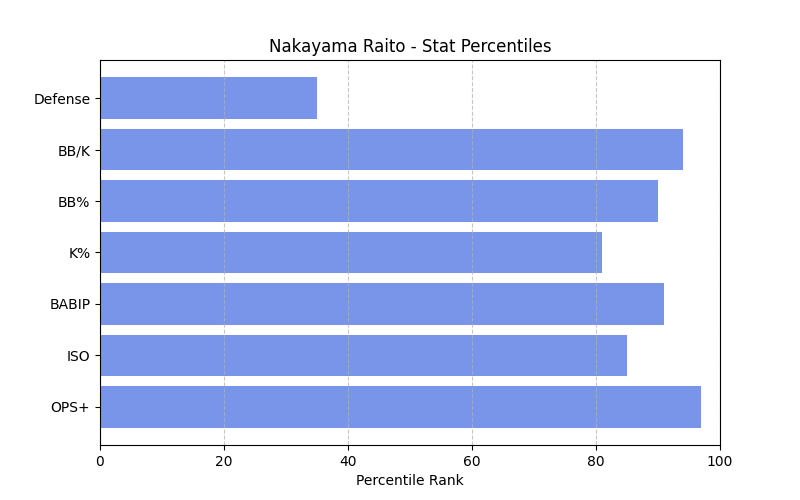 Nakayama Raito - Stat Percentiles
Defense
BB/K
BB%
K%
BABIP
ISO
OPS+
0 20 40 60 80 100
Percentile Rank